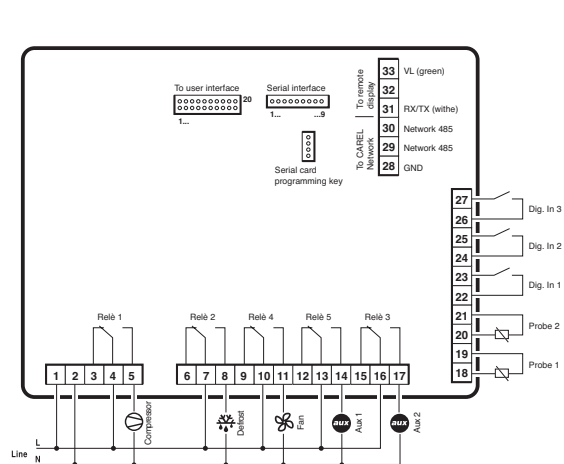 33 VL (green)
32
31 RX/TX (withe)
30 Network 485
29 Network 485
28 GND
To remote
display
To CAREL
Network
To user interface
20
1...
Serial interface
1... ...9
Serial card
programming key
27
26
Dig. In 3
25
24
Dig. In 2
23
22
Dig. In 1
21
20
Probe 2
19
18
Probe 1
Relè 1 Relè 2 Relè 4 Relè 5 Relè 3
1 2 3 4 5 6 7 8 9 10 11 12 13 14 15 16 17
Compressor
Defrost
Fan
aux
Aux 1
aux
Aux 2
L
Line
N